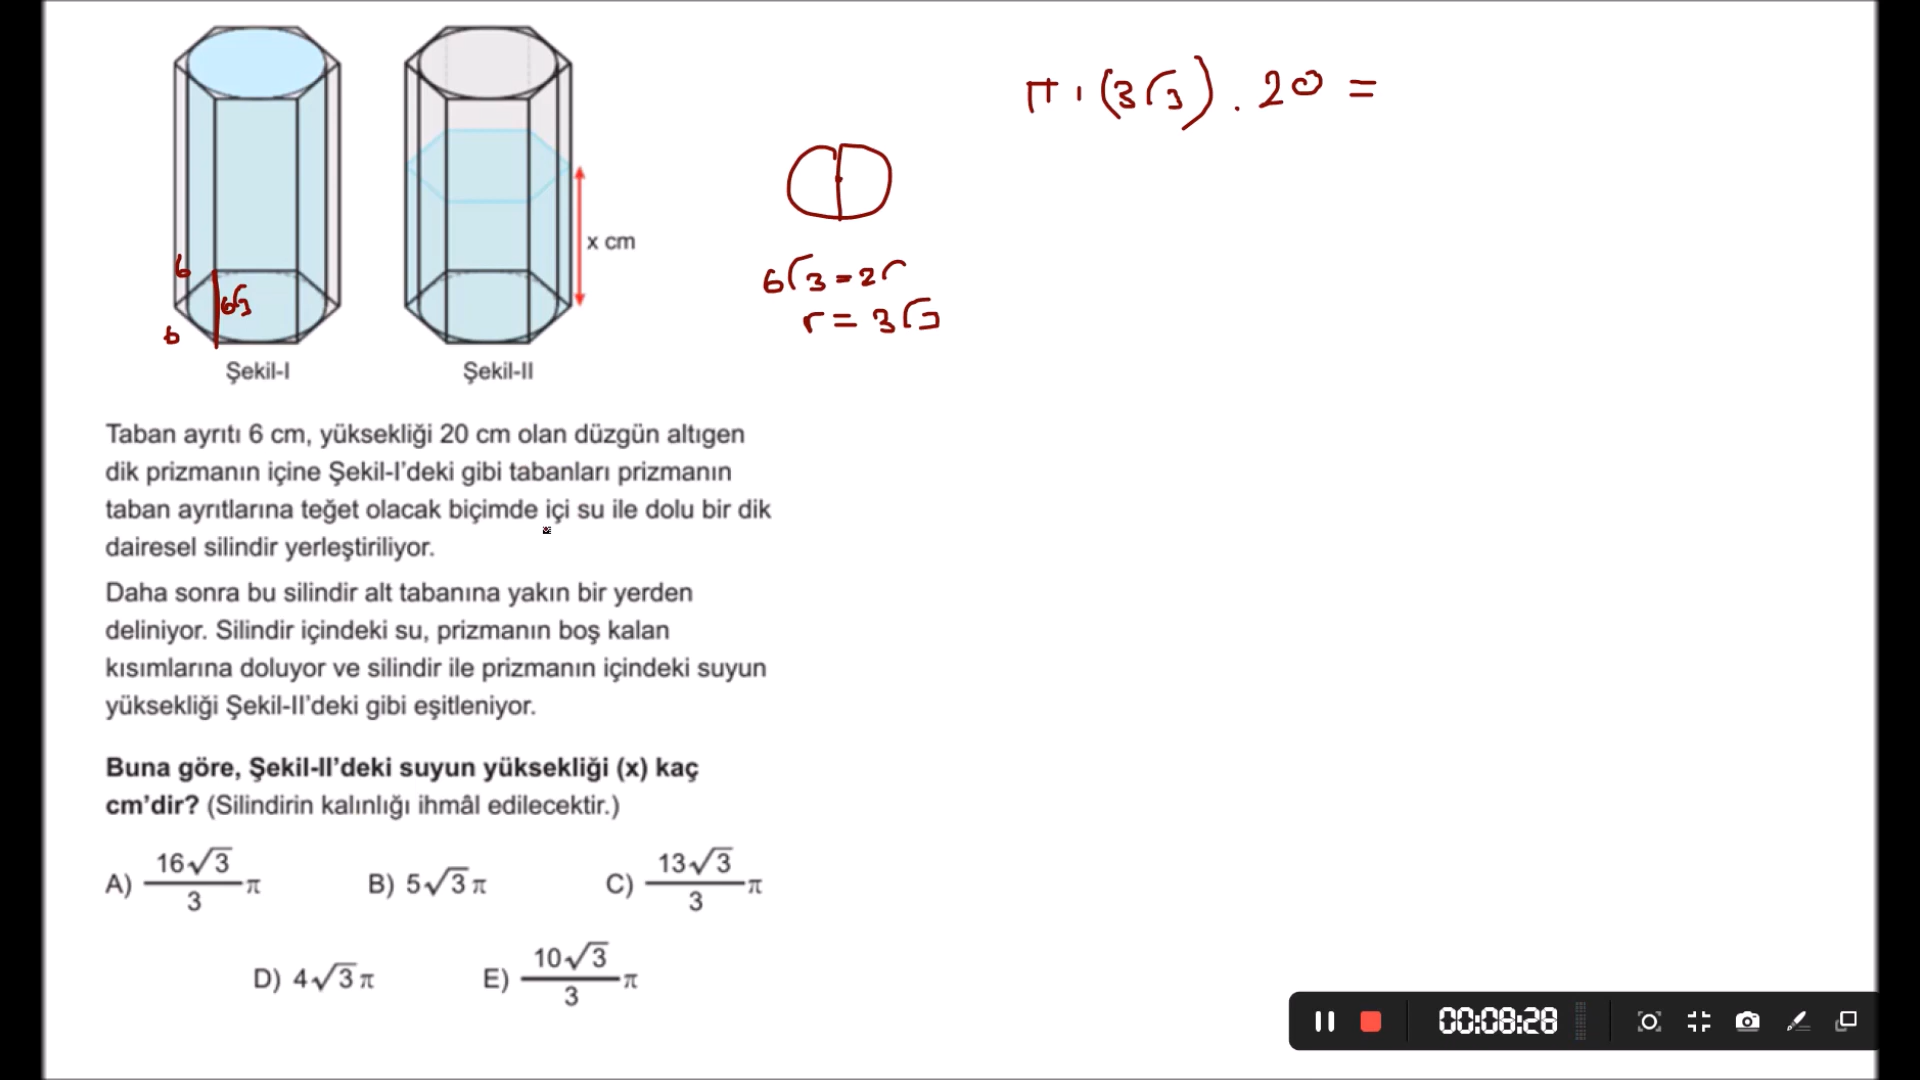 x cm
6
6√3
6
Şekil-I
Şekil-II
π . (3√3) . 20 =
6√3 = 2r
r = 3√3
Taban ayrıtı 6 cm, yüksekliği 20 cm olan düzgün altıgen
dik prizmanın içine Şekil-I'deki gibi tabanları prizmanın
taban ayrıtlarına teğet olacak biçimde içi su ile dolu bir dik
dairesel silindir yerleştiriliyor.
Daha sonra bu silindir alt tabanına yakın bir yerden
deliniyor. Silindir içindeki su, prizmanın boş kalan
kısımlarına doluyor ve silindir ile prizmanın içindeki suyun
yüksekliği Şekil-II'deki gibi eşitleniyor.
Buna göre, Şekil-II'deki suyun yüksekliği (x) kaç
cm'dir? (Silindirin kalınlığı ihmâl edilecektir.)
A) 16√3/3 π B) 5√3 π C) 13√3/3 π
D) 4√3 π E) 10√3/3 π
00:08:28